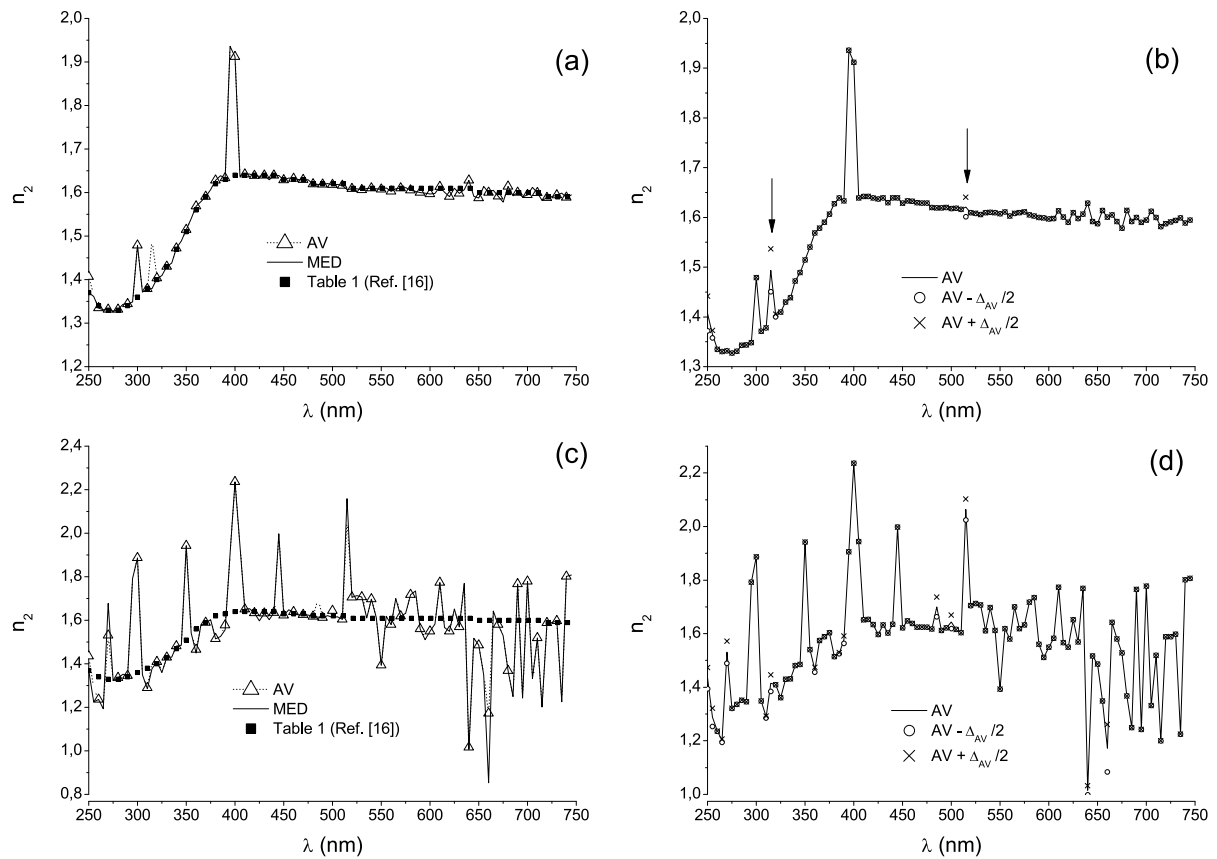 (a)
2,0
1,9
1,8
1,7
1,6
1,5
1,4
1,3
1,2
n2
AV
MED
Table 1 (Ref. [16])
250 300 350 400 450 500 550 600 650 700 750
λ (nm)
(b)
2,0
1,9
1,8
1,7
1,6
1,5
1,4
1,3
n2
AV
AV - ΔAV /2
AV + ΔAV /2
250 300 350 400 450 500 550 600 650 700 750
λ (nm)
(c)
2,4
2,2
2,0
1,8
1,6
1,4
1,2
1,0
0,8
n2
AV
MED
Table 1 (Ref. [16])
250 300 350 400 450 500 550 600 650 700 750
λ (nm)
(d)
2,2
2,0
1,8
1,6
1,4
1,2
1,0
n2
AV
AV - ΔAV /2
AV + ΔAV /2
250 300 350 400 450 500 550 600 650 700 750
λ (nm)